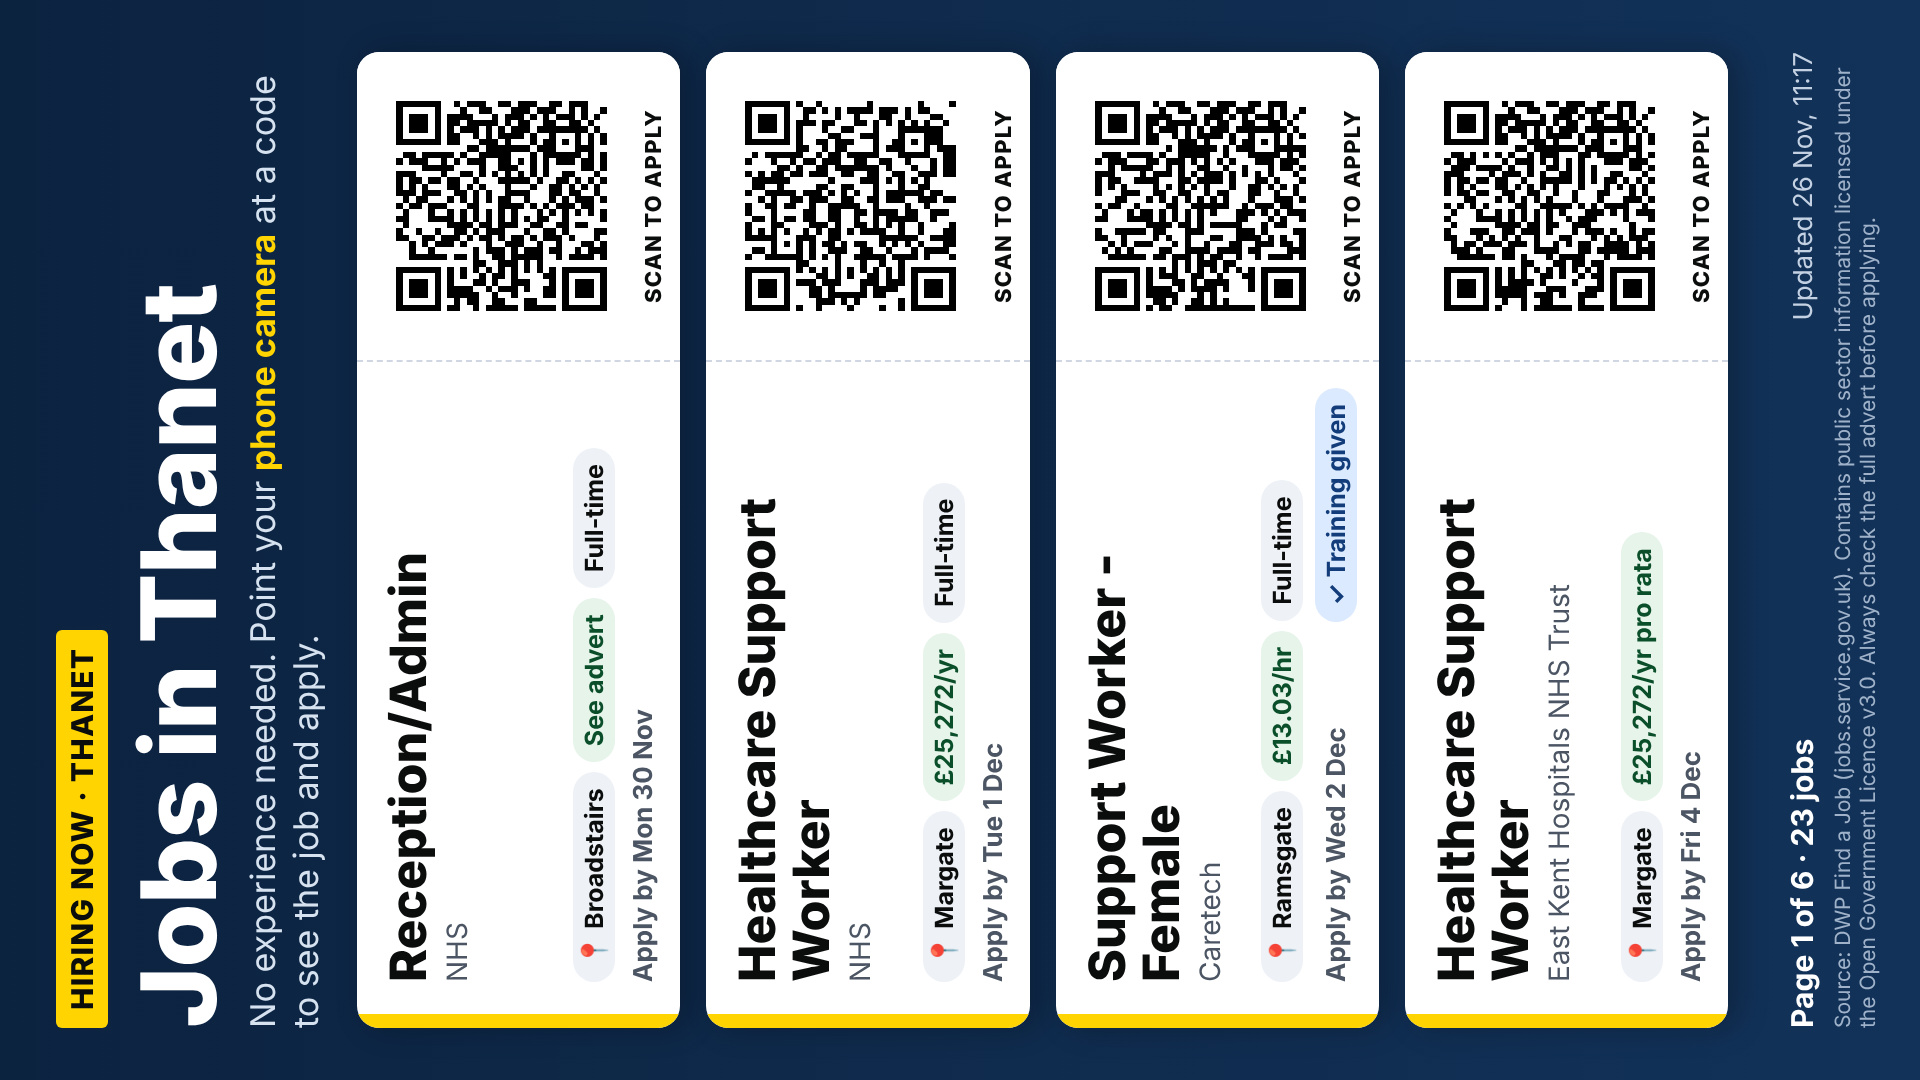 HIRING NOW · THANET
Jobs in Thanet
No experience needed. Point your phone camera at a code
to see the job and apply.
Reception/Admin
NHS
📍 Broadstairs See advert Full-time
Apply by Mon 30 Nov
SCAN TO APPLY
Healthcare Support
Worker
NHS
📍 Margate £25,272/yr Full-time
Apply by Tue 1 Dec
SCAN TO APPLY
Support Worker -
Female
Caretech
📍 Ramsgate £13.03/hr Full-time
Apply by Wed 2 Dec ✓ Training given
SCAN TO APPLY
Healthcare Support
Worker
East Kent Hospitals NHS Trust
📍 Margate £25,272/yr pro rata
Apply by Fri 4 Dec
SCAN TO APPLY
Page 1 of 6 · 23 jobs Updated 26 Nov, 11:17
Source: DWP Find a Job (jobs.service.gov.uk). Contains public sector information licensed under
the Open Government Licence v3.0. Always check the full advert before applying.